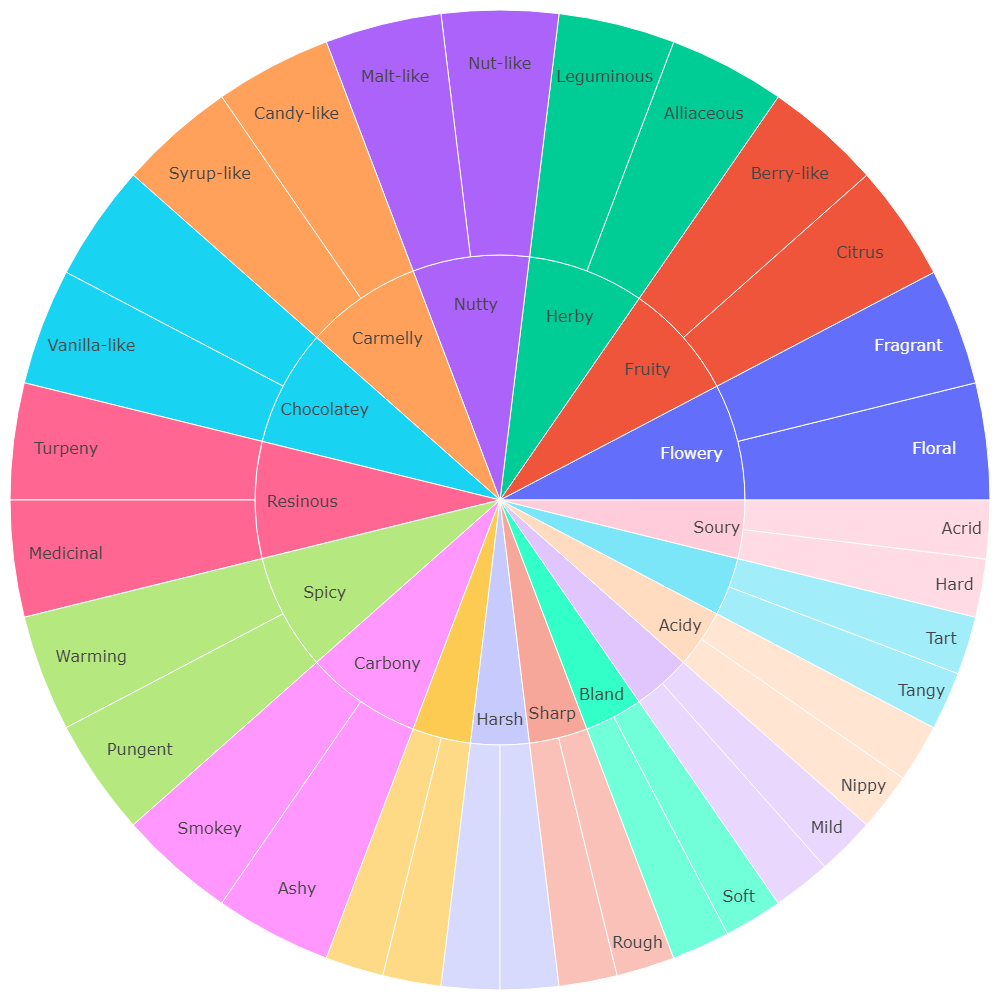 Nut-like
Malt-like
Leguminous
Candy-like
Alliaceous
Syrup-like
Berry-like
Citrus
Nutty
Herby
Carmelly
Vanilla-like
Fragrant
Fruity
Chocolatey
Turpeny
Flowery
Floral
Resinous
Soury
Acrid
Medicinal
Hard
Spicy
Acidy
Tart
Warming
Carbony
Tangy
Bland
Sharp
Harsh
Pungent
Nippy
Smokey
Mild
Ashy
Soft
Rough